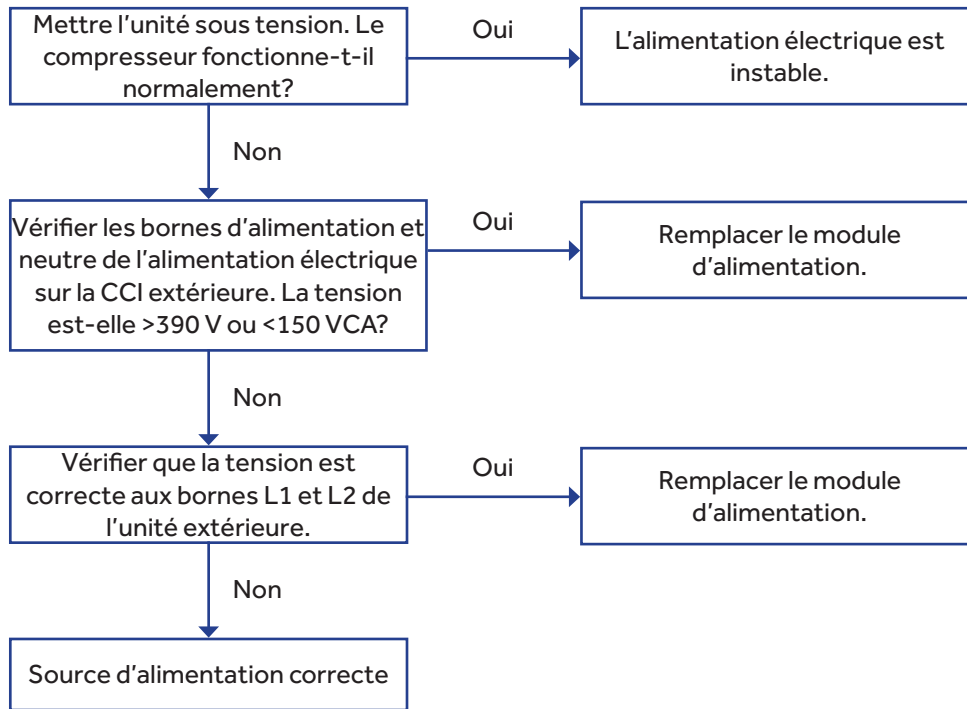 Mettre l'unité sous tension. Le
compresseur fonctionne-t-il
normalement?
Oui
L'alimentation électrique est
instable.
Non
Vérifier les bornes d'alimentation et
neutre de l'alimentation électrique
sur la CCI extérieure. La tension
est-elle >390 V ou <150 VCA?
Oui
Remplacer le module
d'alimentation.
Non
Vérifier que la tension est
correcte aux bornes L1 et L2 de
l'unité extérieure.
Oui
Remplacer le module
d'alimentation.
Non
Source d'alimentation correcte